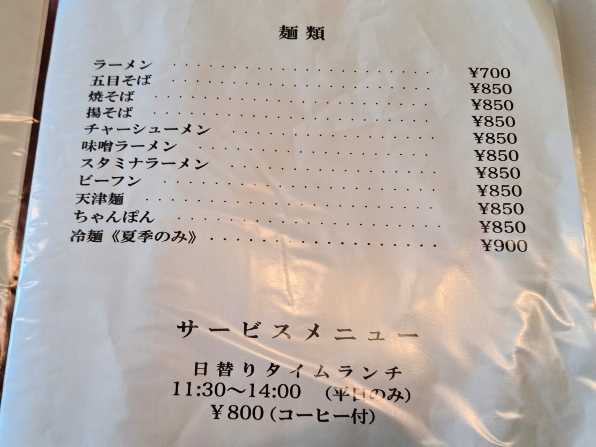 麺類
ラーメン ・・・・・・・・・・・・・・・・・・・・ ¥700
五目そば ・・・・・・・・・・・・・・・・・・・・ ¥850
焼そば ・・・・・・・・・・・・・・・・・・・・ ¥850
揚そば ・・・・・・・・・・・・・・・・・・・・ ¥850
チャーシューメン ・・・・・・・・・・・・・・・ ¥850
味噌ラーメン ・・・・・・・・・・・・・・・・・ ¥850
スタミナラーメン ・・・・・・・・・・・・・・・ ¥850
ビーフン ・・・・・・・・・・・・・・・・・・・・ ¥850
天津麺 ・・・・・・・・・・・・・・・・・・・・ ¥850
ちゃんぽん ・・・・・・・・・・・・・・・・・・ ¥850
冷麺《夏季のみ》・・・・・・・・・・・・・・・・ ¥900
サービスメニュー
日替りタイムランチ
11:30～14:00 (平日のみ)
¥800(コーヒー付)